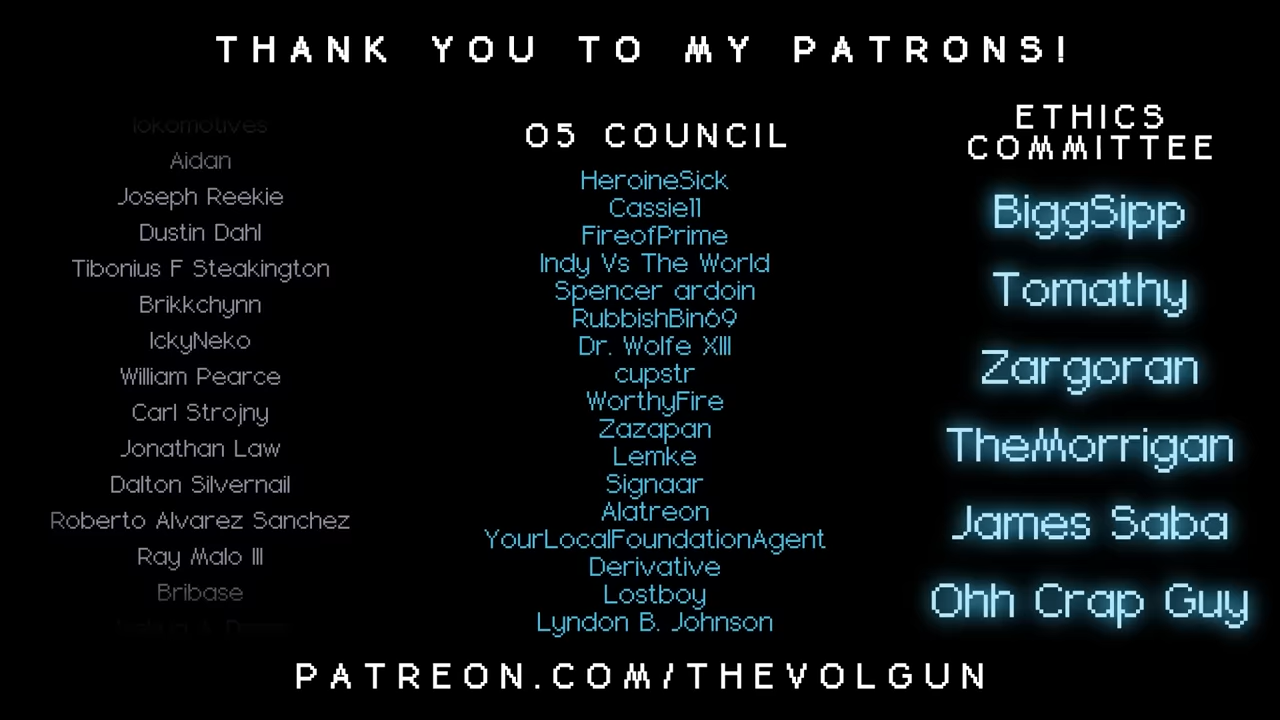 THANK YOU TO MY PATRONS!
lokomotives
Aidan
Joseph Reekie
Dustin Dahl
Tibonius F Steakington
Brikkchynn
IckyNeko
William Pearce
Carl Strojny
Jonathan Law
Dalton Silvernail
Roberto Alvarez Sanchez
Ray Malo III
Bribase
O5 COUNCIL
HeroineSick
Cassie11
FireofPrime
Indy Vs The World
Spencer ardoin
RubbishBin69
Dr. Wolfe XIII
cupstr
WorthyFire
Zazapan
Lemke
Signaar
Alatreon
YourLocalFoundationAgent
Derivative
Lostboy
Lyndon B. Johnson
ETHICS
COMMITTEE
BiggSipp
Tomathy
Zargoran
TheMorrigan
James Saba
Ohh Crap Guy
PATREON.COM/THEVOLGUN